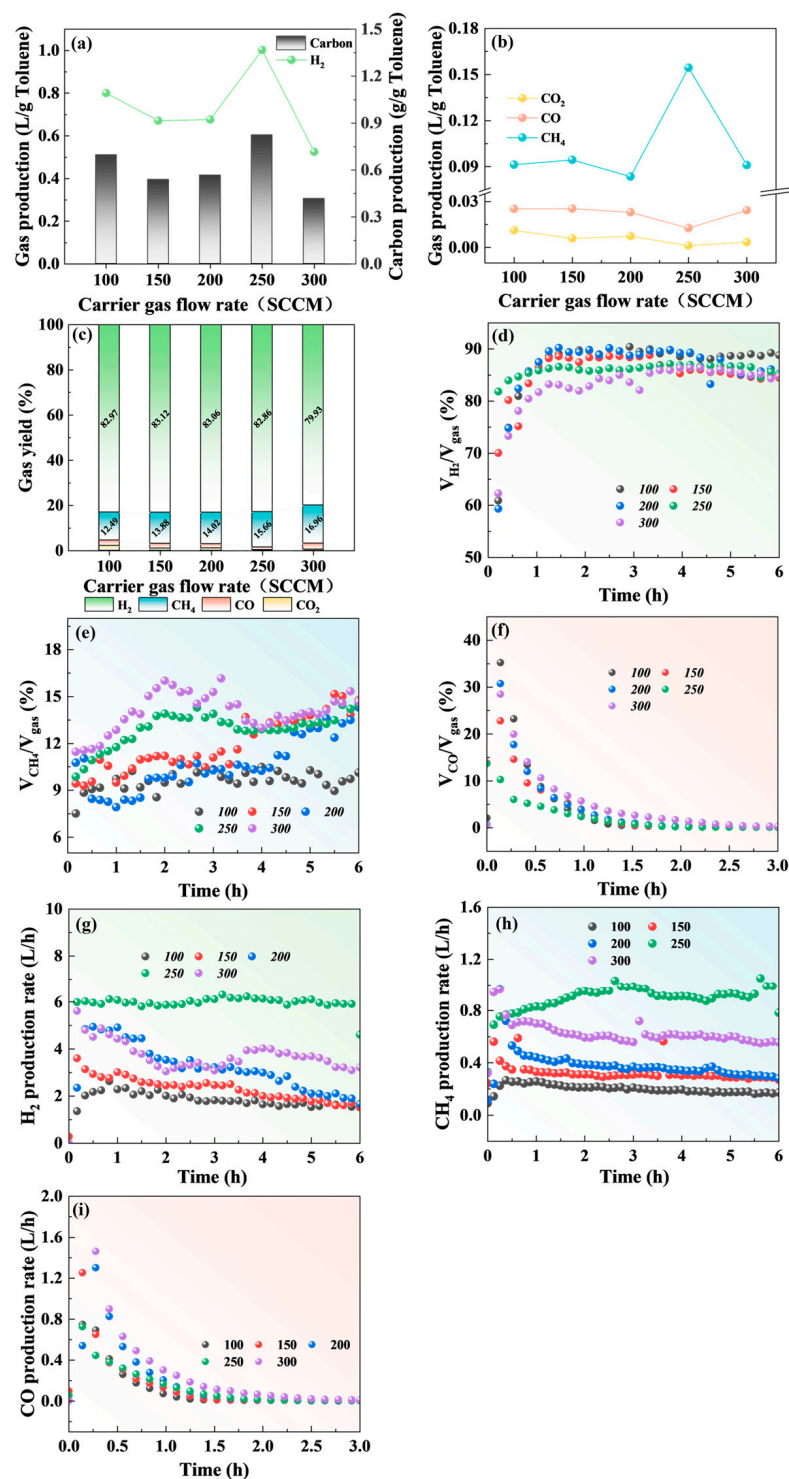 (a)
Carbon
H2
Gas production (L/g Toluene)
1.0
0.8
0.6
0.4
0.2
0.0
1.5
1.2
0.9
0.6
0.3
0.0
Carbon production (g/g Toluene)
100 150 200 250 300
Carrier gas flow rate（SCCM）
(b)
CO2
CO
CH4
Gas production (L/g Toluene)
0.18
0.15
0.12
0.09
0.03
0.00
100 150 200 250 300
Carrier gas flow rate（SCCM）
(c)
Gas yield (%)
100
80
60
40
20
0
82.97 83.12 83.06 82.86 79.93
12.49 13.88 14.02 15.66 16.96
100 150 200 250 300
Carrier gas flow rate（SCCM）
H2 CH4 CO CO2
(d)
VH2/Vgas (%)
90
80
70
60
50
100 150
200 250
300
0 1 2 3 4 5 6
Time (h)
(e)
VCH4/Vgas (%)
18
15
12
9
6
100 150 200
250 300
0 1 2 3 4 5 6
Time (h)
(f)
VCO/Vgas (%)
40
30
20
10
0
100 150
200 250
300
0.0 0.5 1.0 1.5 2.0 2.5 3.0
Time (h)
(g)
H2 production rate (L/h)
10
8
6
4
2
0
100 150 200
250 300
0 1 2 3 4 5 6
Time (h)
(h)
CH4 production rate (L/h)
1.6
1.2
0.8
0.4
0.0
100 150
200 250
300
0 1 2 3 4 5 6
Time (h)
(i)
CO production rate (L/h)
2.0
1.6
1.2
0.8
0.4
0.0
100 150 200
250 300
0.0 0.5 1.0 1.5 2.0 2.5 3.0
Time (h)